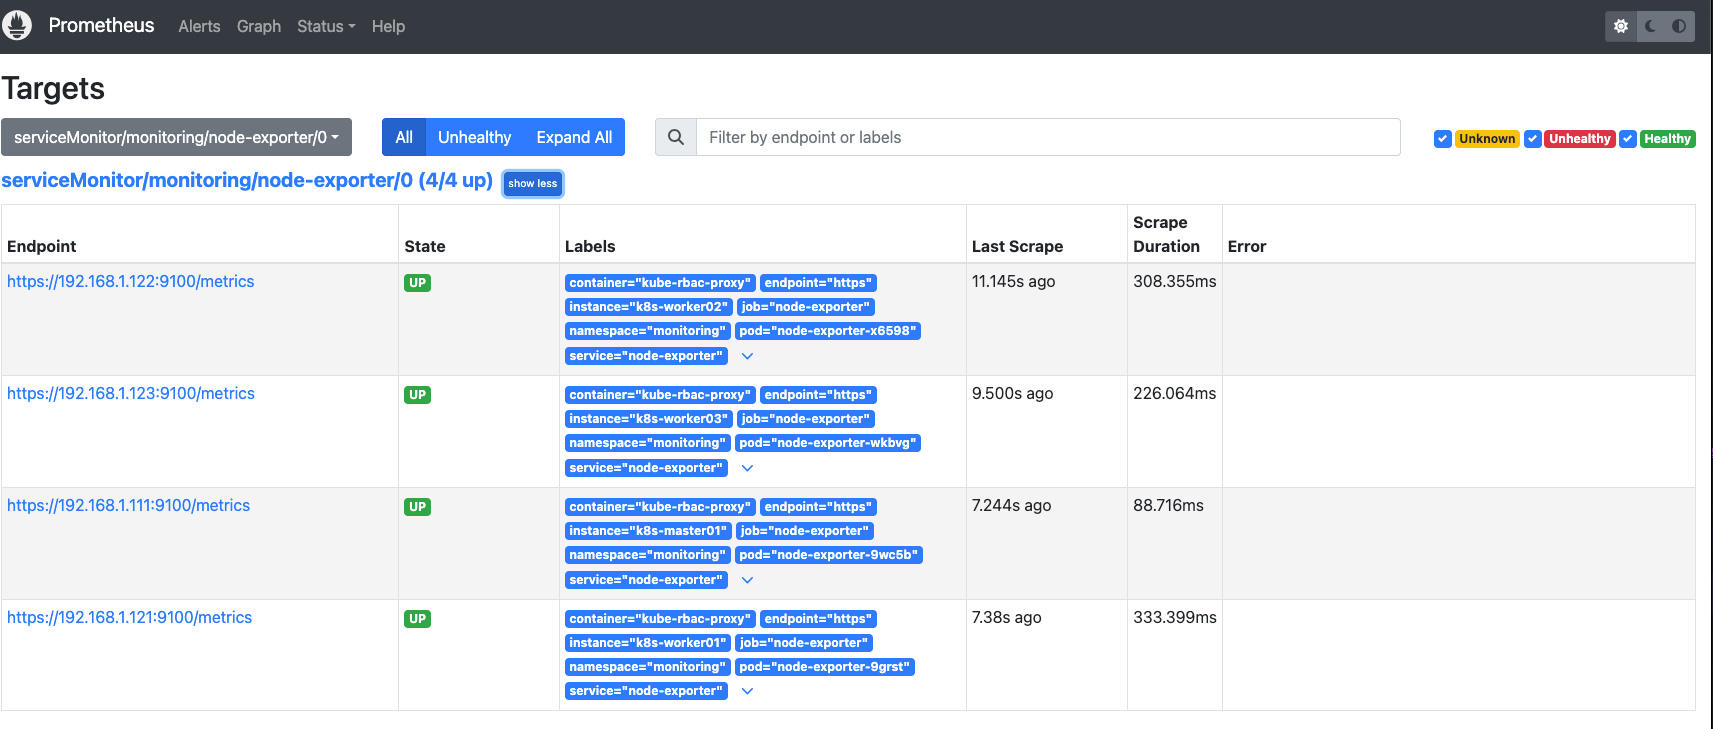 Prometheus Alerts Graph Status Help
Targets
serviceMonitor/monitoring/node-exporter/0
All Unhealthy Expand All
Filter by endpoint or labels
Unknown Unhealthy Healthy
serviceMonitor/monitoring/node-exporter/0 (4/4 up) show less
Endpoint State Labels Last Scrape Scrape Duration Error
https://192.168.1.122:9100/metrics UP
container="kube-rbac-proxy" endpoint="https"
instance="k8s-worker02" job="node-exporter"
namespace="monitoring" pod="node-exporter-x6598"
service="node-exporter"
11.145s ago 308.355ms
https://192.168.1.123:9100/metrics UP
container="kube-rbac-proxy" endpoint="https"
instance="k8s-worker03" job="node-exporter"
namespace="monitoring" pod="node-exporter-wkbvg"
service="node-exporter"
9.500s ago 226.064ms
https://192.168.1.111:9100/metrics UP
container="kube-rbac-proxy" endpoint="https"
instance="k8s-master01" job="node-exporter"
namespace="monitoring" pod="node-exporter-9wc5b"
service="node-exporter"
7.244s ago 88.716ms
https://192.168.1.121:9100/metrics UP
container="kube-rbac-proxy" endpoint="https"
instance="k8s-worker01" job="node-exporter"
namespace="monitoring" pod="node-exporter-9grst"
service="node-exporter"
7.38s ago 333.399ms